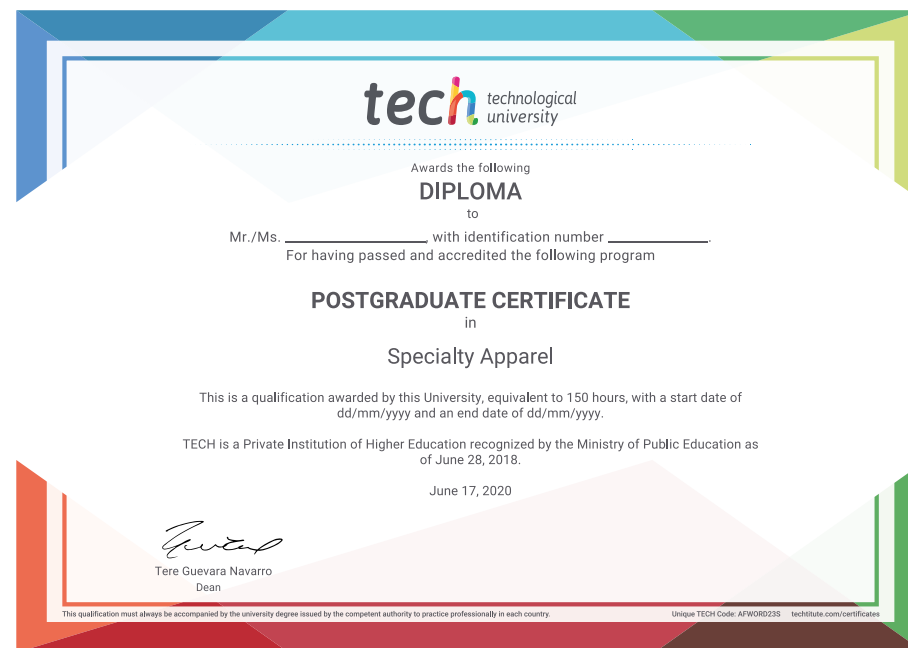 tech technological
university
Awards the following
DIPLOMA
to
Mr./Ms. ____________________, with identification number ______________.
For having passed and accredited the following program
POSTGRADUATE CERTIFICATE
in
Specialty Apparel
This is a qualification awarded by this University, equivalent to 150 hours, with a start date of
dd/mm/yyyy and an end date of dd/mm/yyyy.
TECH is a Private Institution of Higher Education recognized by the Ministry of Public Education as
of June 28, 2018.
June 17, 2020
Tere Guevara Navarro
Dean
This qualification must always be accompanied by the university degree issued by the competent authority to practice professionally in each country. Unique TECH Code: AFWORD23S techtitute.com/certificates